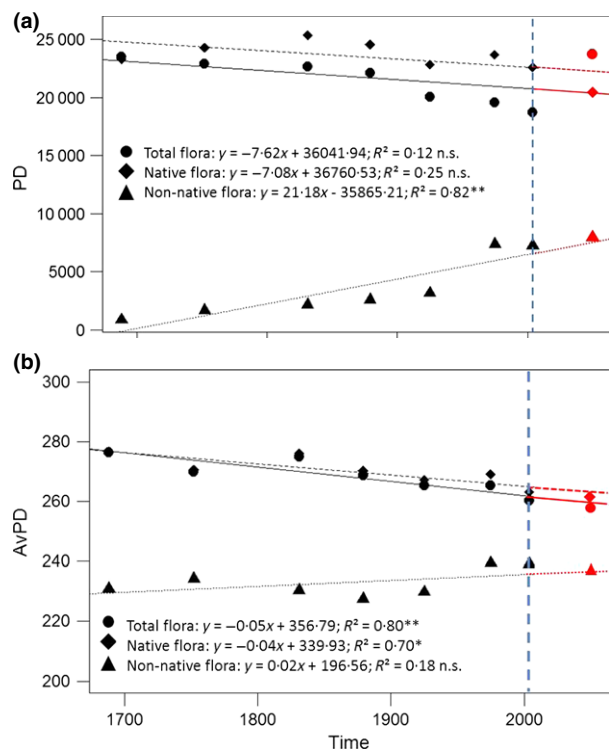 (a)
25 000
20 000
15 000
10 000
5000
0
PD
Total flora: y = −7·62x + 36041·94; R² = 0·12 n.s.
Native flora: y = −7·08x + 36760·53; R² = 0·25 n.s.
Non-native flora: y = 21·18x - 35865·21; R² = 0·82**
(b)
300
280
260
240
220
200
AvPD
Total flora: y = −0·05x + 356·79; R² = 0·80**
Native flora: y = −0·04x + 339·93; R² = 0·70*
Non-native flora: y = 0·02x + 196·56; R² = 0·18 n.s.
1700 1800 1900 2000
Time